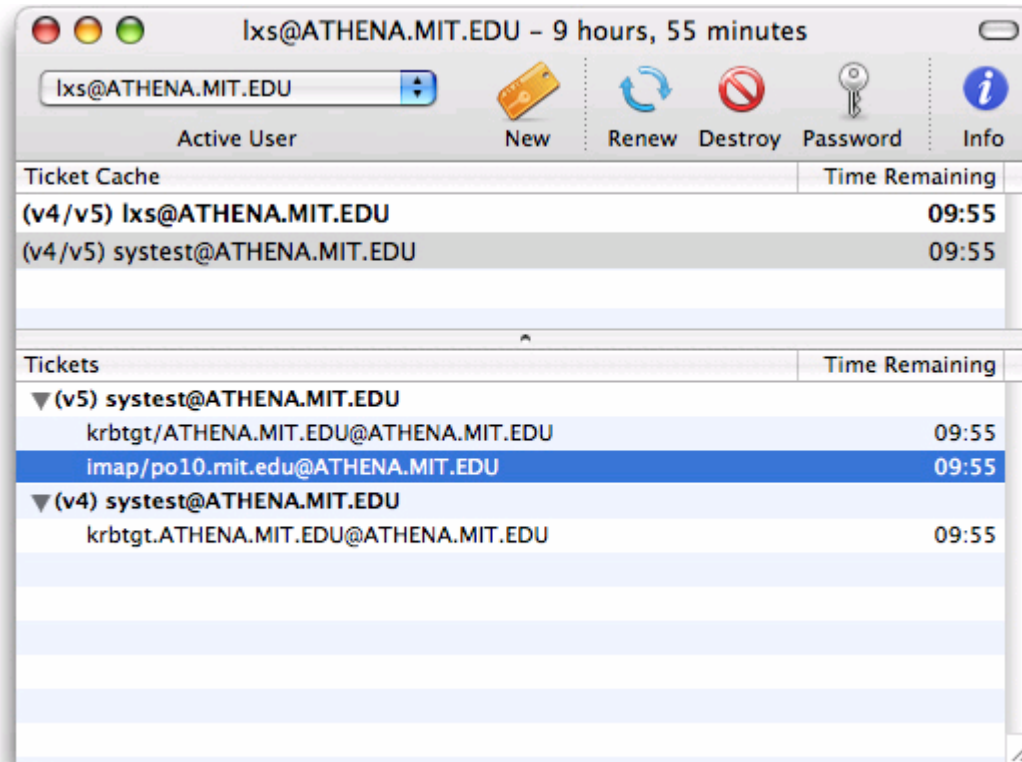 lxs@ATHENA.MIT.EDU – 9 hours, 55 minutes
lxs@ATHENA.MIT.EDU
Active User New Renew Destroy Password Info
Ticket Cache Time Remaining
(v4/v5) lxs@ATHENA.MIT.EDU 09:55
(v4/v5) systest@ATHENA.MIT.EDU 09:55
Tickets Time Remaining
(v5) systest@ATHENA.MIT.EDU
krbtgt/ATHENA.MIT.EDU@ATHENA.MIT.EDU 09:55
imap/po10.mit.edu@ATHENA.MIT.EDU 09:55
(v4) systest@ATHENA.MIT.EDU
krbtgt.ATHENA.MIT.EDU@ATHENA.MIT.EDU 09:55